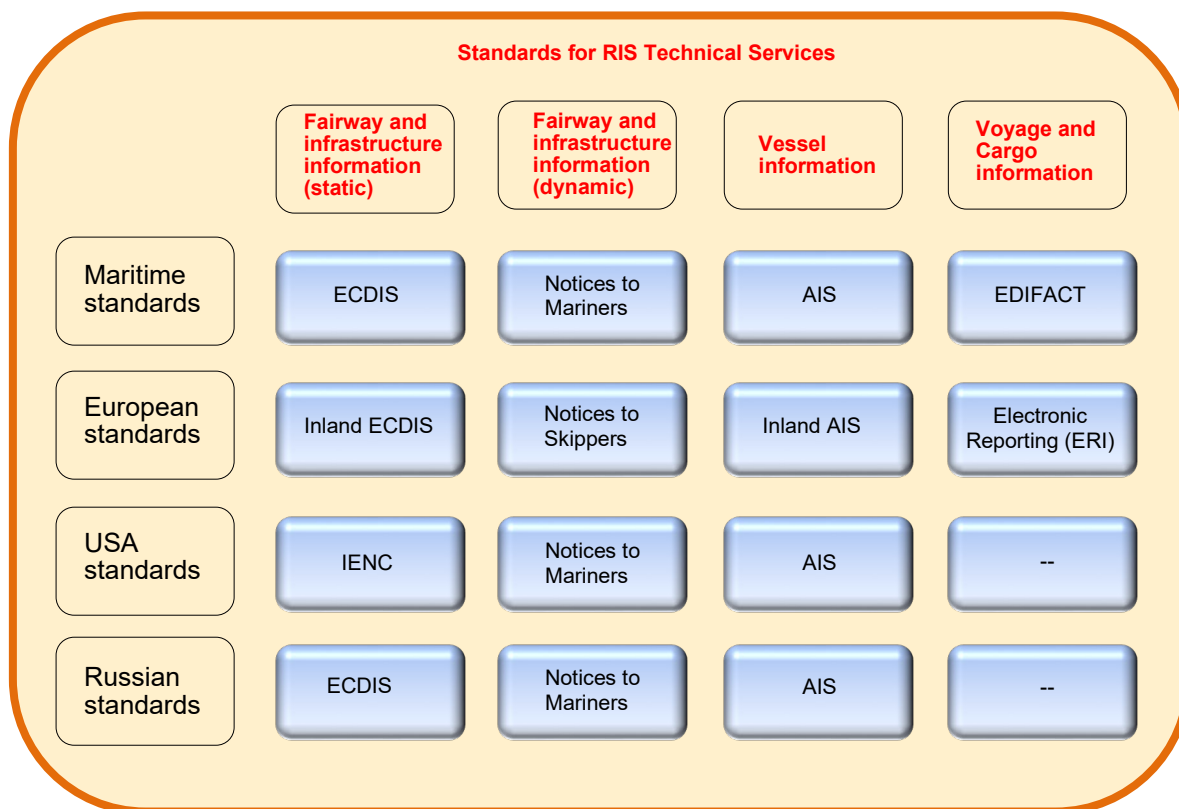 Standards for RIS Technical Services
Fairway and
infrastructure
information
(static)
Fairway and
infrastructure
information
(dynamic)
Vessel
information
Voyage and
Cargo
information
Maritime
standards
ECDIS
Notices to
Mariners
AIS
EDIFACT
European
standards
Inland ECDIS
Notices to
Skippers
Inland AIS
Electronic
Reporting (ERI)
USA
standards
IENC
Notices to
Mariners
AIS
--
Russian
standards
ECDIS
Notices to
Mariners
AIS
--